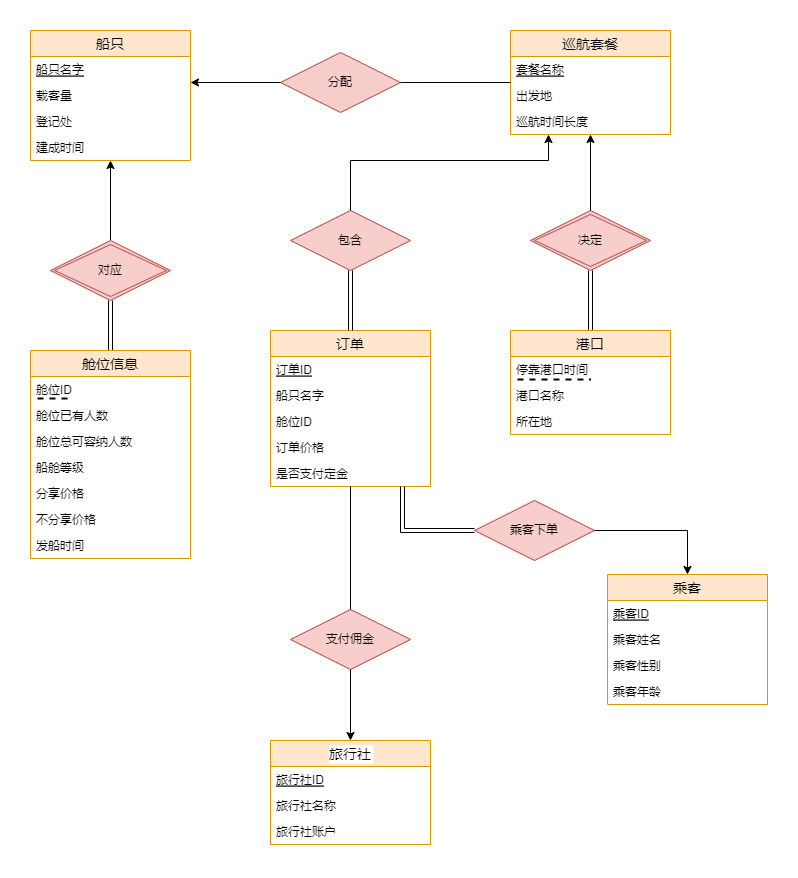 船只
船只名字
载客量
登记处
建成时间
分配
巡航套餐
套餐名称
出发地
巡航时间长度
对应
包含
决定
舱位信息
舱位ID
舱位已有人数
舱位总可容纳人数
船舱等级
分享价格
不分享价格
发船时间
订单
订单ID
船只名字
舱位ID
订单价格
是否支付定金
港口
停靠港口时间
港口名称
所在地
乘客下单
乘客
乘客ID
乘客姓名
乘客性别
乘客年龄
支付佣金
旅行社
旅行社ID
旅行社名称
旅行社账户